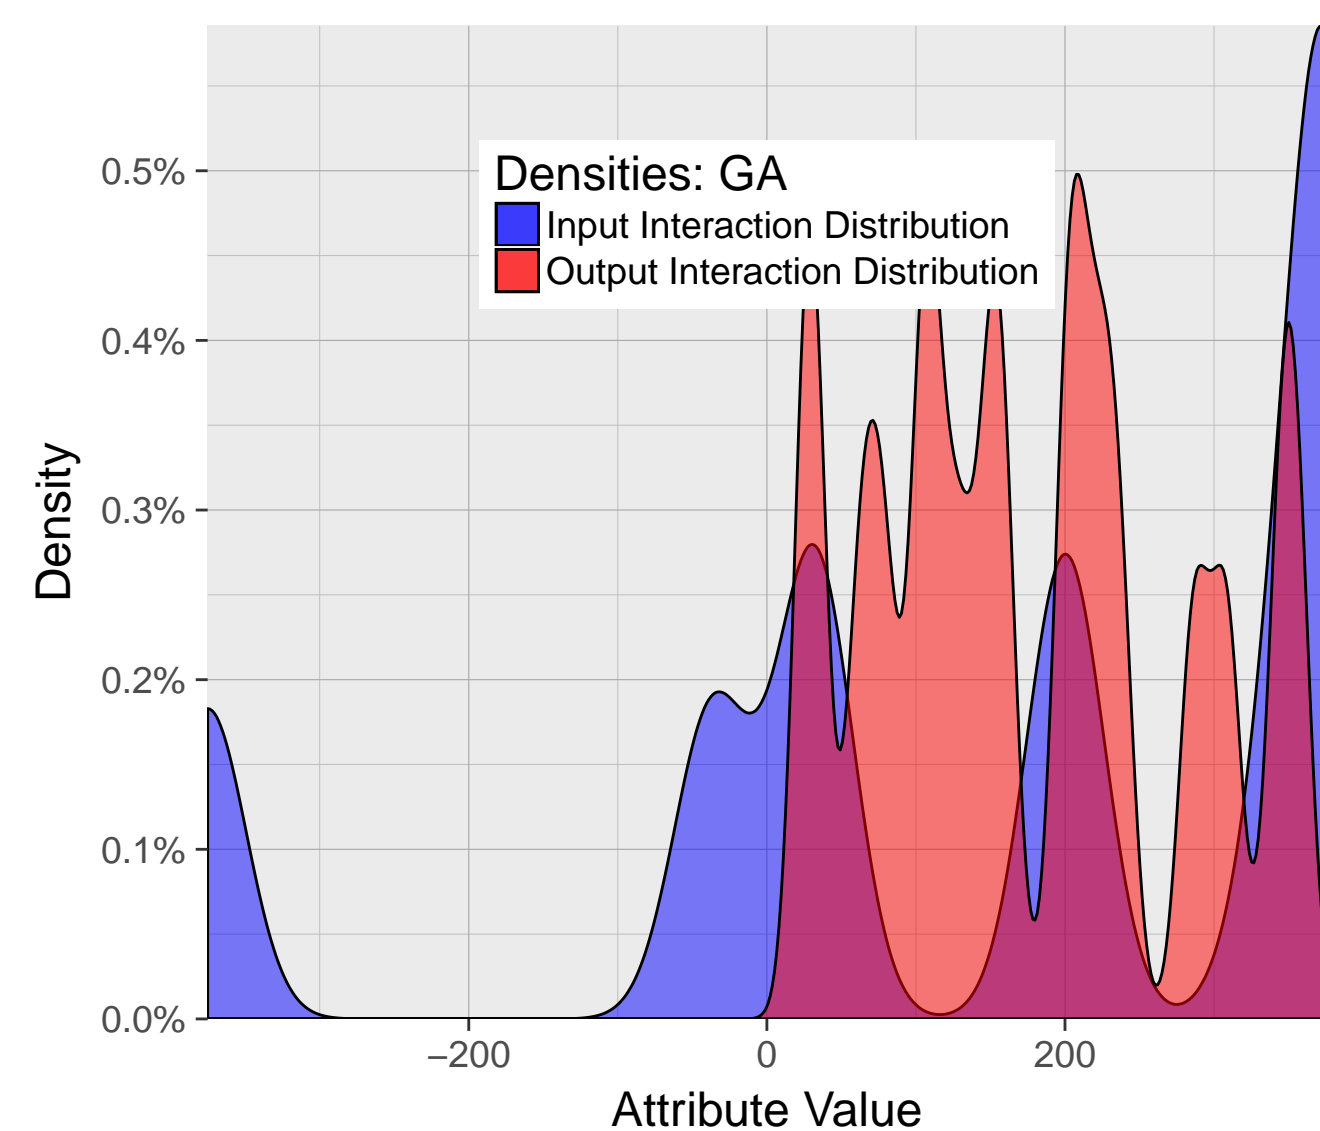 Densities: GA
Input Interaction Distribution
Output Interaction Distribution
Density
0.5%
0.4%
0.3%
0.2%
0.1%
0.0%
−200 0 200
Attribute Value